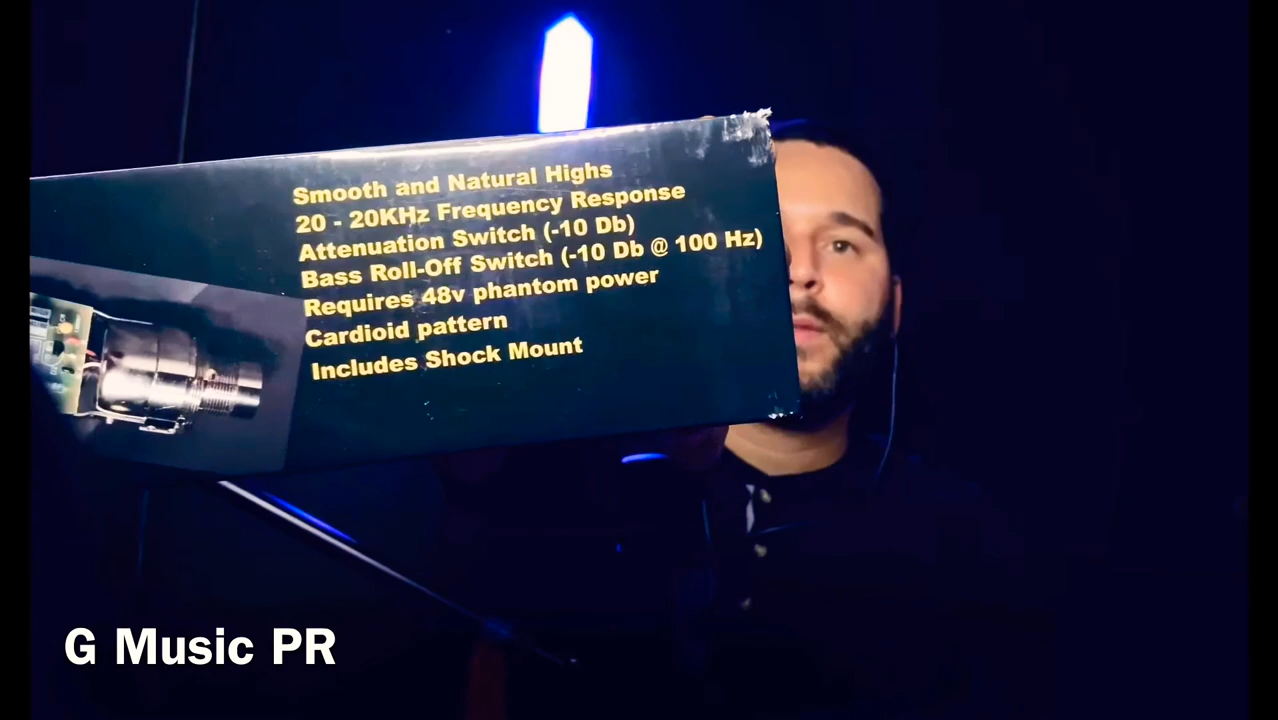 Smooth and Natural Highs
20 - 20KHz Frequency Response
Attenuation Switch (-10 Db)
Bass Roll-Off Switch (-10 Db @ 100 Hz)
Requires 48v phantom power
Cardioid pattern
Includes Shock Mount
G Music PR